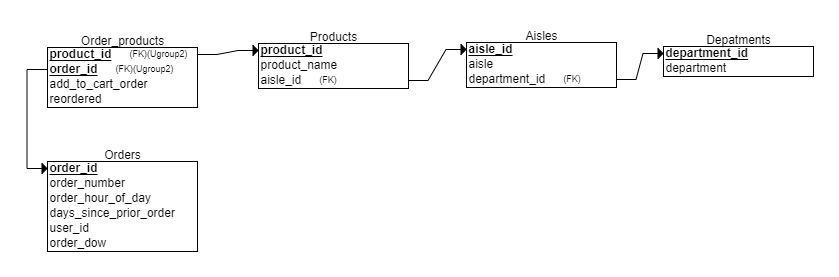 Order_products
product_id (FK)(Ugroup2)
order_id (FK)(Ugroup2)
add_to_cart_order
reordered
Products
product_id
product_name
aisle_id (FK)
Aisles
aisle_id
aisle
department_id (FK)
Depatments
department_id
department
Orders
order_id
order_number
order_hour_of_day
days_since_prior_order
user_id
order_dow